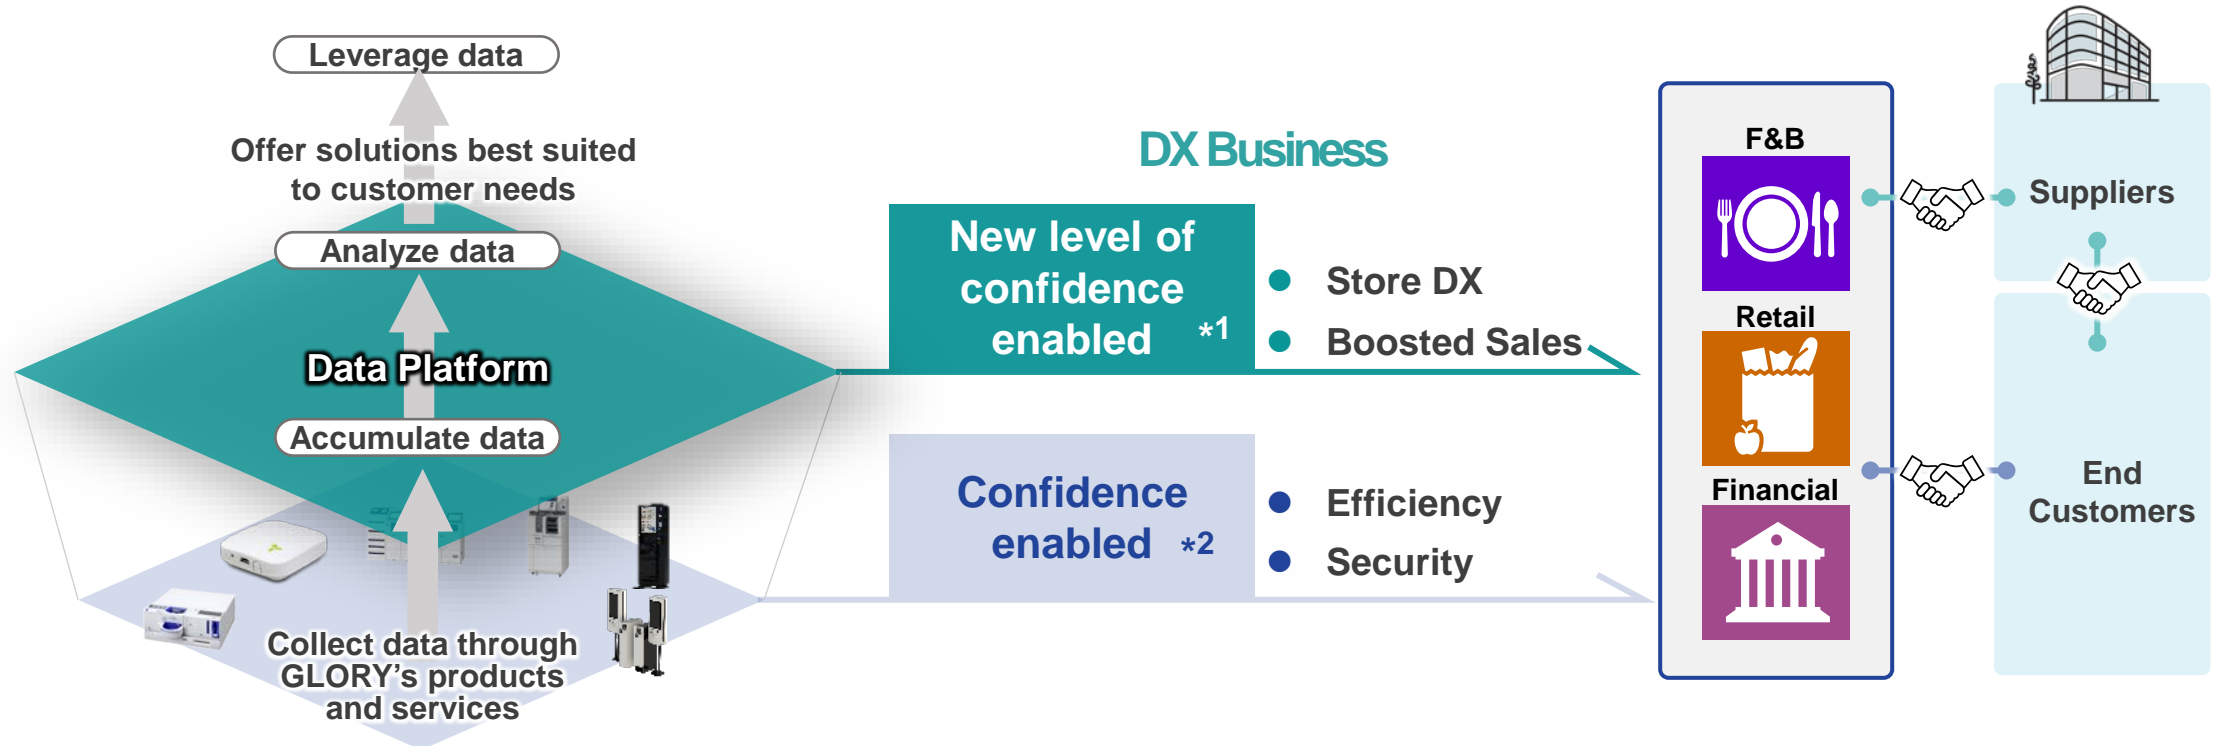 Leverage data
Offer solutions best suited
to customer needs
Analyze data
Data Platform
Accumulate data
Collect data through
GLORY’s products
and services
DX Business
New level of
confidence
enabled *1
● Store DX
● Boosted Sales
Confidence
enabled *2
● Efficiency
● Security
F&B
Retail
Financial
Suppliers
End
Customers